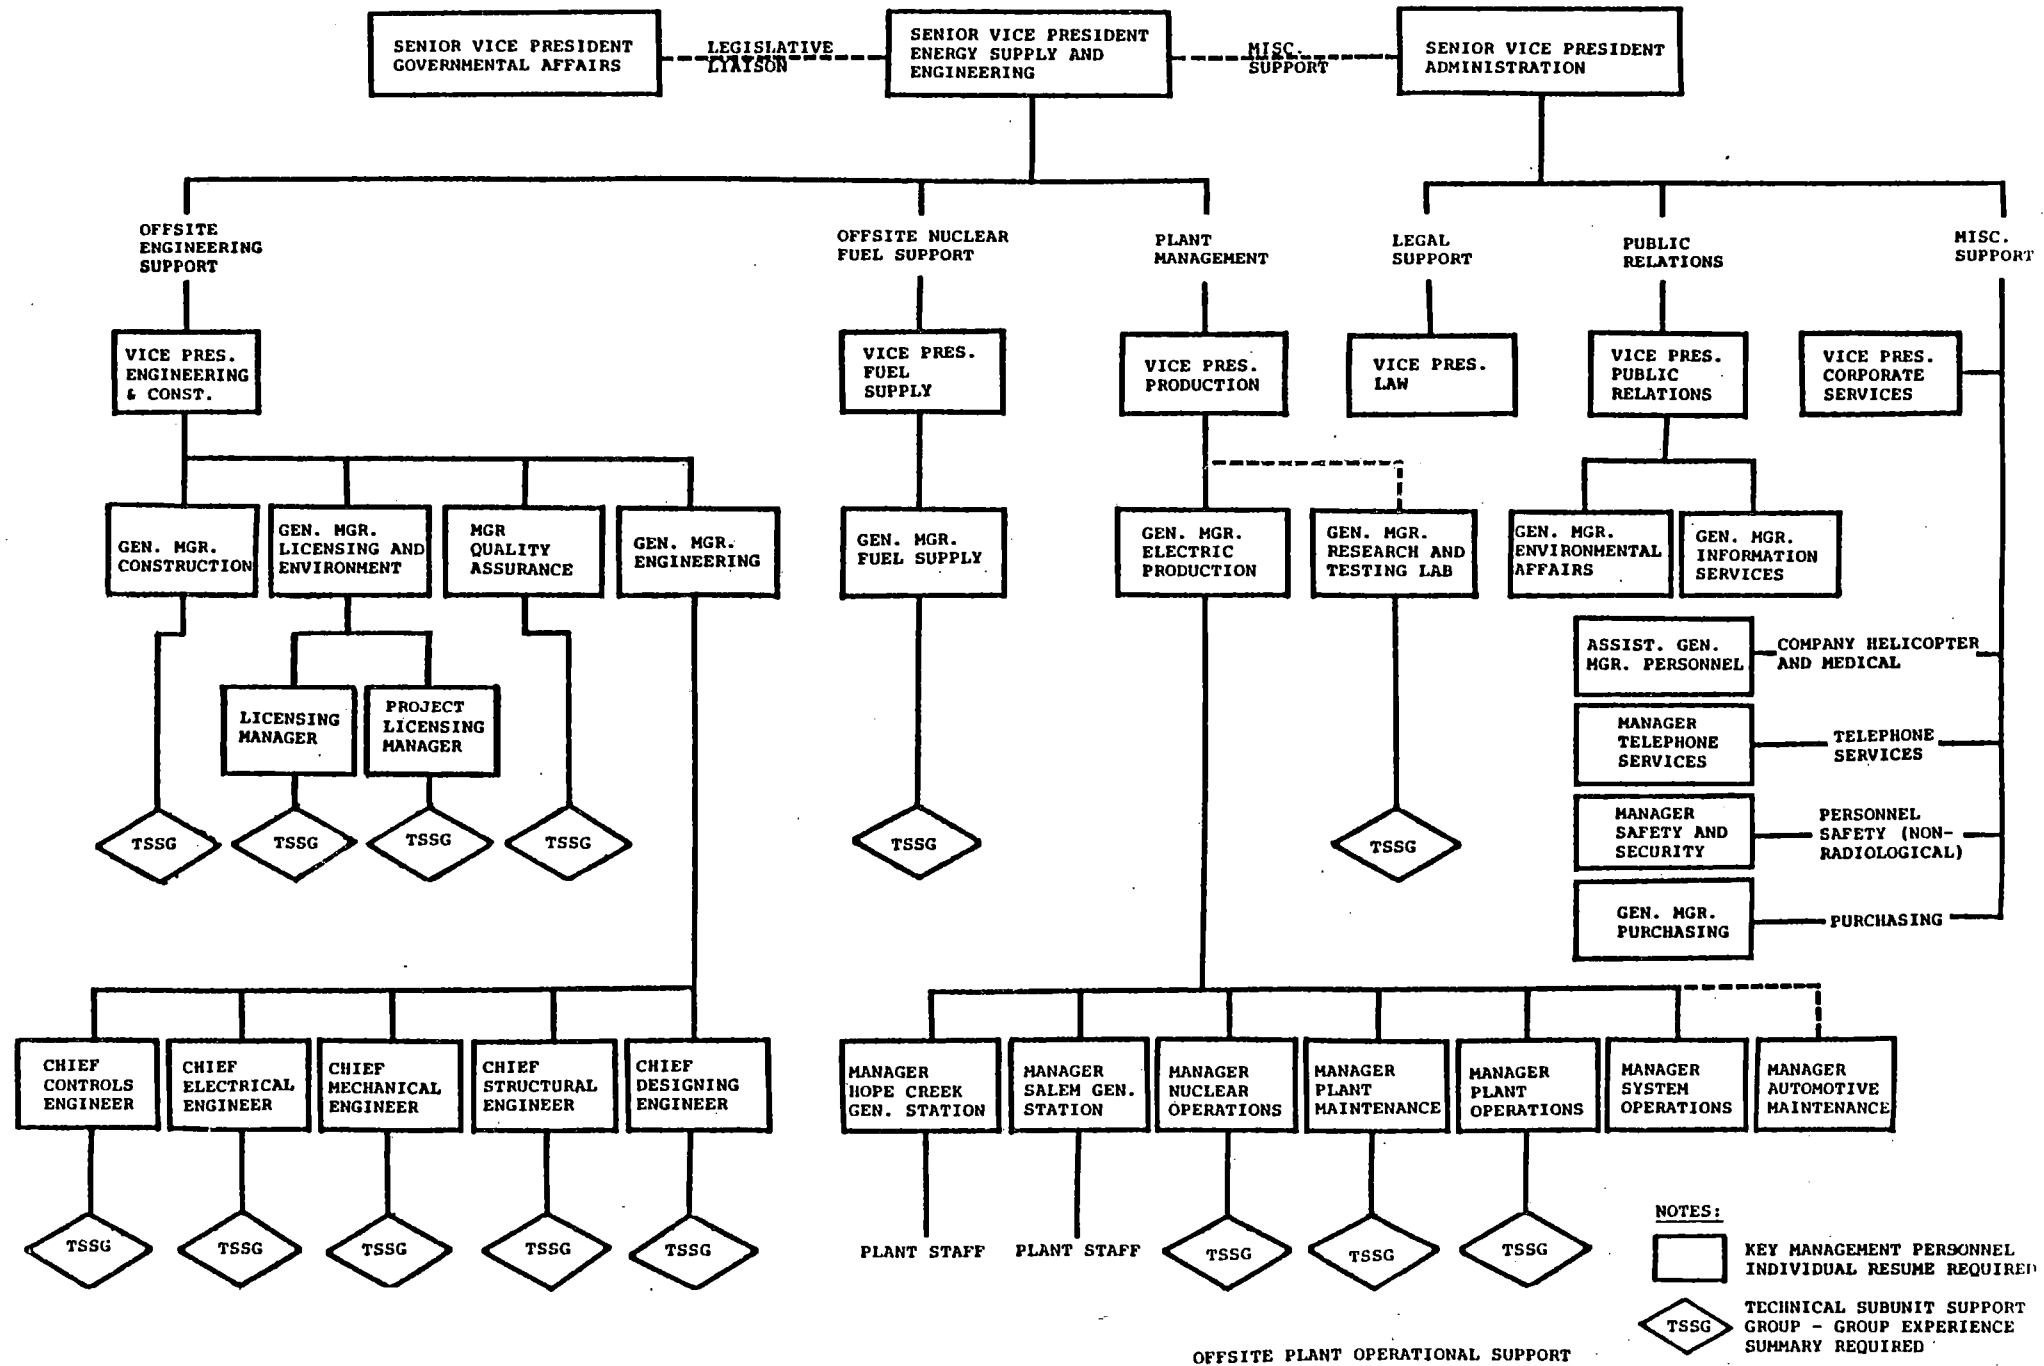 SENIOR VICE PRESIDENT
GOVERNMENTAL AFFAIRS
LEGISLATIVE
LIAISON
SENIOR VICE PRESIDENT
ENERGY SUPPLY AND
ENGINEERING
MISC.
SUPPORT
SENIOR VICE PRESIDENT
ADMINISTRATION
OFFSITE
ENGINEERING
SUPPORT
OFFSITE NUCLEAR
FUEL SUPPORT
PLANT
MANAGEMENT
LEGAL
SUPPORT
PUBLIC
RELATIONS
MISC.
SUPPORT
VICE PRES.
ENGINEERING
& CONST.
VICE PRES.
FUEL
SUPPLY
VICE PRES.
PRODUCTION
VICE PRES.
LAW
VICE PRES.
PUBLIC
RELATIONS
VICE PRES.
CORPORATE
SERVICES
GEN. MGR.
CONSTRUCTION
GEN. MGR.
LICENSING AND
ENVIRONMENT
MGR
QUALITY
ASSURANCE
GEN. MGR.
ENGINEERING
GEN. MGR.
FUEL SUPPLY
GEN. MGR.
ELECTRIC
PRODUCTION
GEN. MGR.
RESEARCH AND
TESTING LAB
GEN. MGR.
ENVIRONMENTAL
AFFAIRS
GEN. MGR.
INFORMATION
SERVICES
ASSIST. GEN.
MGR. PERSONNEL
COMPANY HELICOPTER
AND MEDICAL
LICENSING
MANAGER
PROJECT
LICENSING
MANAGER
MANAGER
TELEPHONE
SERVICES
TELEPHONE
SERVICES
TSSG
TSSG
TSSG
TSSG
TSSG
TSSG
MANAGER
SAFETY AND
SECURITY
PERSONNEL
SAFETY (NON-
RADIOLOGICAL)
GEN. MGR.
PURCHASING
PURCHASING
CHIEF
CONTROLS
ENGINEER
CHIEF
ELECTRICAL
ENGINEER
CHIEF
MECHANICAL
ENGINEER
CHIEF
STRUCTURAL
ENGINEER
CHIEF
DESIGNING
ENGINEER
MANAGER
HOPE CREEK
GEN. STATION
MANAGER
SALEM GEN.
STATION
MANAGER
NUCLEAR
OPERATIONS
MANAGER
PLANT
MAINTENANCE
MANAGER
PLANT
OPERATIONS
MANAGER
SYSTEM
OPERATIONS
MANAGER
AUTOMOTIVE
MAINTENANCE
TSSG
TSSG
TSSG
TSSG
TSSG
PLANT STAFF
PLANT STAFF
TSSG
TSSG
TSSG
NOTES:
KEY MANAGEMENT PERSONNEL
INDIVIDUAL RESUME REQUIRED
TSSG
TECHNICAL SUBUNIT SUPPORT
GROUP - GROUP EXPERIENCE
SUMMARY REQUIRED
OFFSITE PLANT OPERATIONAL SUPPORT